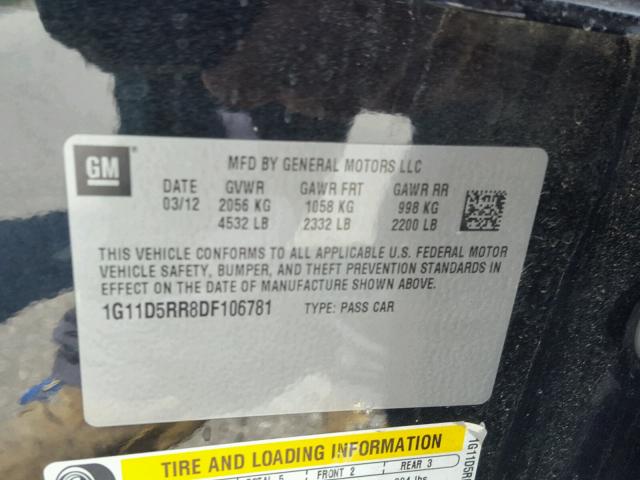 GM
MFD BY GENERAL MOTORS LLC
DATE GVWR GAWR FRT GAWR RR
03/12 2056 KG 1058 KG 998 KG
4532 LB 2332 LB 2200 LB
THIS VEHICLE CONFORMS TO ALL APPLICABLE U.S. FEDERAL MOTOR
VEHICLE SAFETY, BUMPER, AND THEFT PREVENTION STANDARDS IN
EFFECT ON THE DATE OF MANUFACTURE SHOWN ABOVE.
1G11D5RR8DF106781 TYPE: PASS CAR
TIRE AND LOADING INFORMATION
FRONT 2 REAR 3
1G11D5R